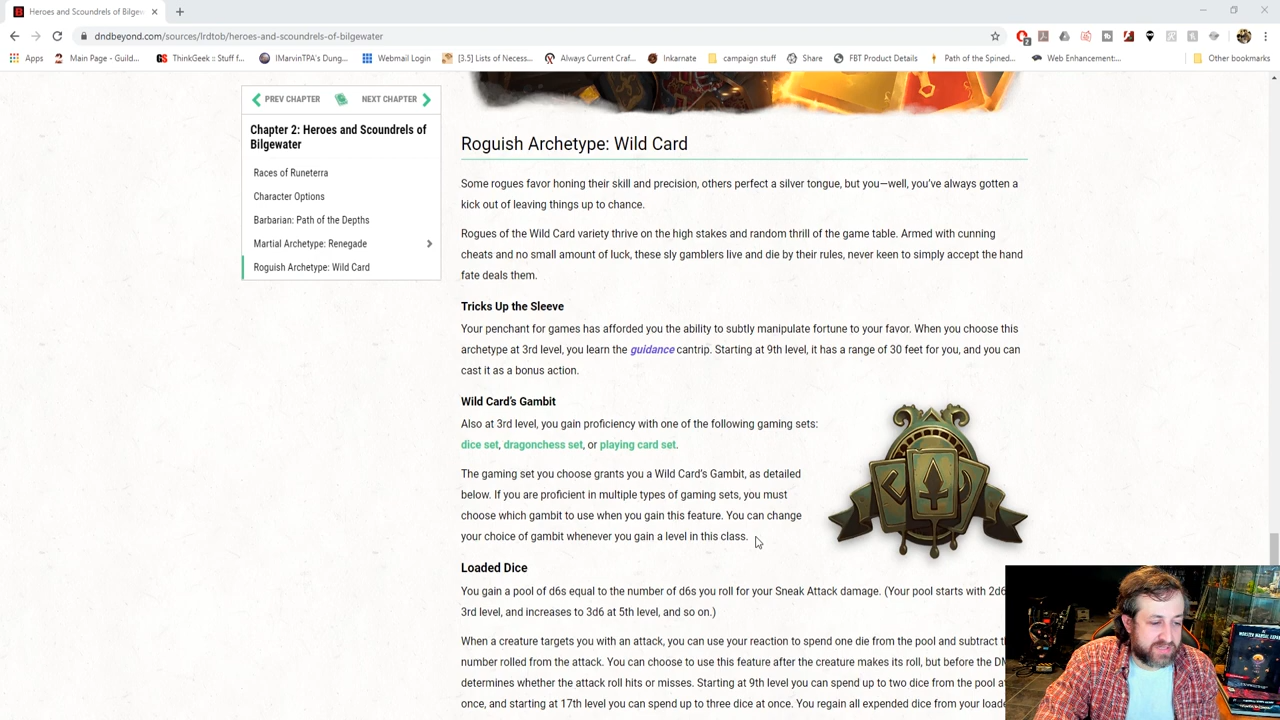 Heroes and Scoundrels of Bilgew
dndbeyond.com/sources/lrdtob/heroes-and-scoundrels-of-bilgewater
Apps Main Page - Guild... ThinkGeek :: Stuff f... IMarvinTPA's Dung... Webmail Login [3.5] Lists of Necess... Always Current Craf... Inkarnate campaign stuff Share FBT Product Details Path of the Spined... Web Enhancement:... Other bookmarks
PREV CHAPTER NEXT CHAPTER
Chapter 2: Heroes and Scoundrels of
Bilgewater
Races of Runeterra
Character Options
Barbarian: Path of the Depths
Martial Archetype: Renegade
Roguish Archetype: Wild Card
Roguish Archetype: Wild Card
Some rogues favor honing their skill and precision, others perfect a silver tongue, but you—well, you've always gotten a
kick out of leaving things up to chance.
Rogues of the Wild Card variety thrive on the high stakes and random thrill of the game table. Armed with cunning
cheats and no small amount of luck, these sly gamblers live and die by their rules, never keen to simply accept the hand
fate deals them.
Tricks Up the Sleeve
Your penchant for games has afforded you the ability to subtly manipulate fortune to your favor. When you choose this
archetype at 3rd level, you learn the guidance cantrip. Starting at 9th level, it has a range of 30 feet for you, and you can
cast it as a bonus action.
Wild Card's Gambit
Also at 3rd level, you gain proficiency with one of the following gaming sets:
dice set, dragonchess set, or playing card set.
The gaming set you choose grants you a Wild Card's Gambit, as detailed
below. If you are proficient in multiple types of gaming sets, you must
choose which gambit to use when you gain this feature. You can change
your choice of gambit whenever you gain a level in this class.
Loaded Dice
You gain a pool of d6s equal to the number of d6s you roll for your Sneak Attack damage. (Your pool starts with 2d6
3rd level, and increases to 3d6 at 5th level, and so on.)
When a creature targets you with an attack, you can use your reaction to spend one die from the pool and subtract
number rolled from the attack. You can choose to use this feature after the creature makes its roll, but before the DM
determines whether the attack roll hits or misses. Starting at 9th level you can spend up to two dice from the pool
once, and starting at 17th level you can spend up to three dice at once. You regain all expended dice from your